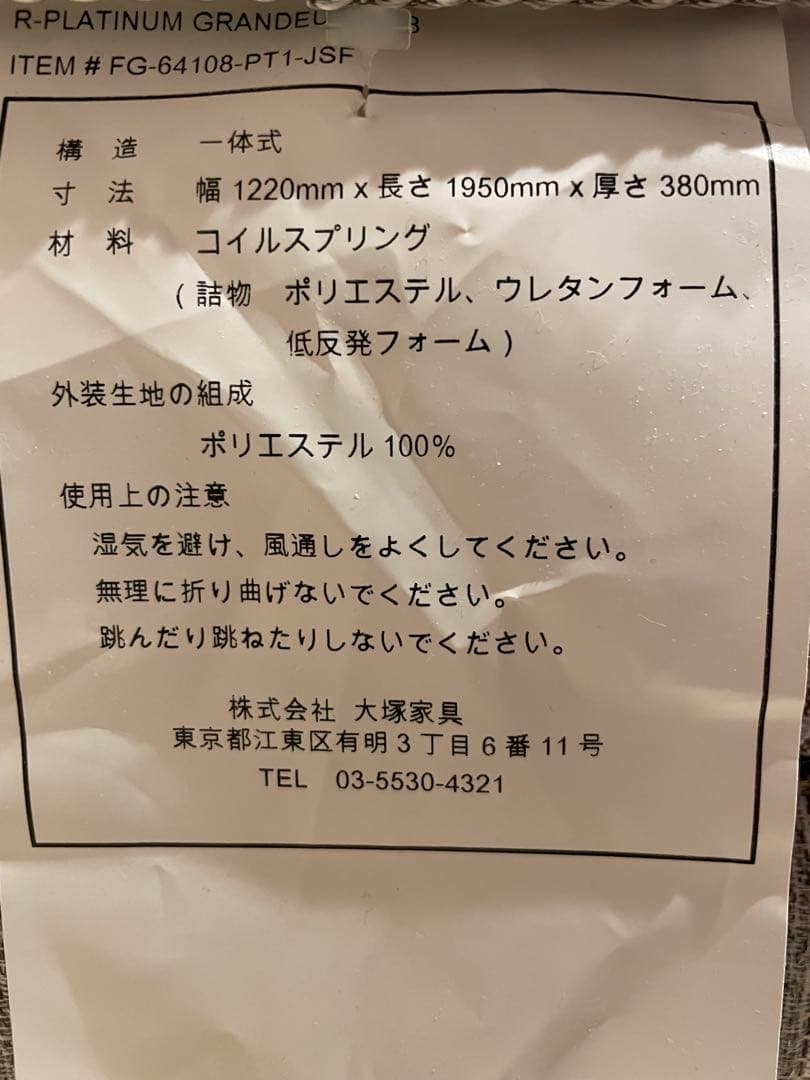 R-PLATINUM
ITEM # FG-64108-PT1-JSF
構 造 一体式
寸 法 幅 1220mm x 長さ 1950mm x 厚さ 380mm
材 料 コイルスプリング
( 詰物 ポリエステル、ウレタンフォーム、
低反発フォーム )
外装生地の組成
ポリエステル 100%
使用上の注意
湿気を避け、風通しをよくしてください。
無理に折り曲げないでください。
跳んだり跳ねたりしないでください。
株式会社 大塚家具
東京都江東区有明 3 丁目 6 番 11 号
TEL 03-5530-4321